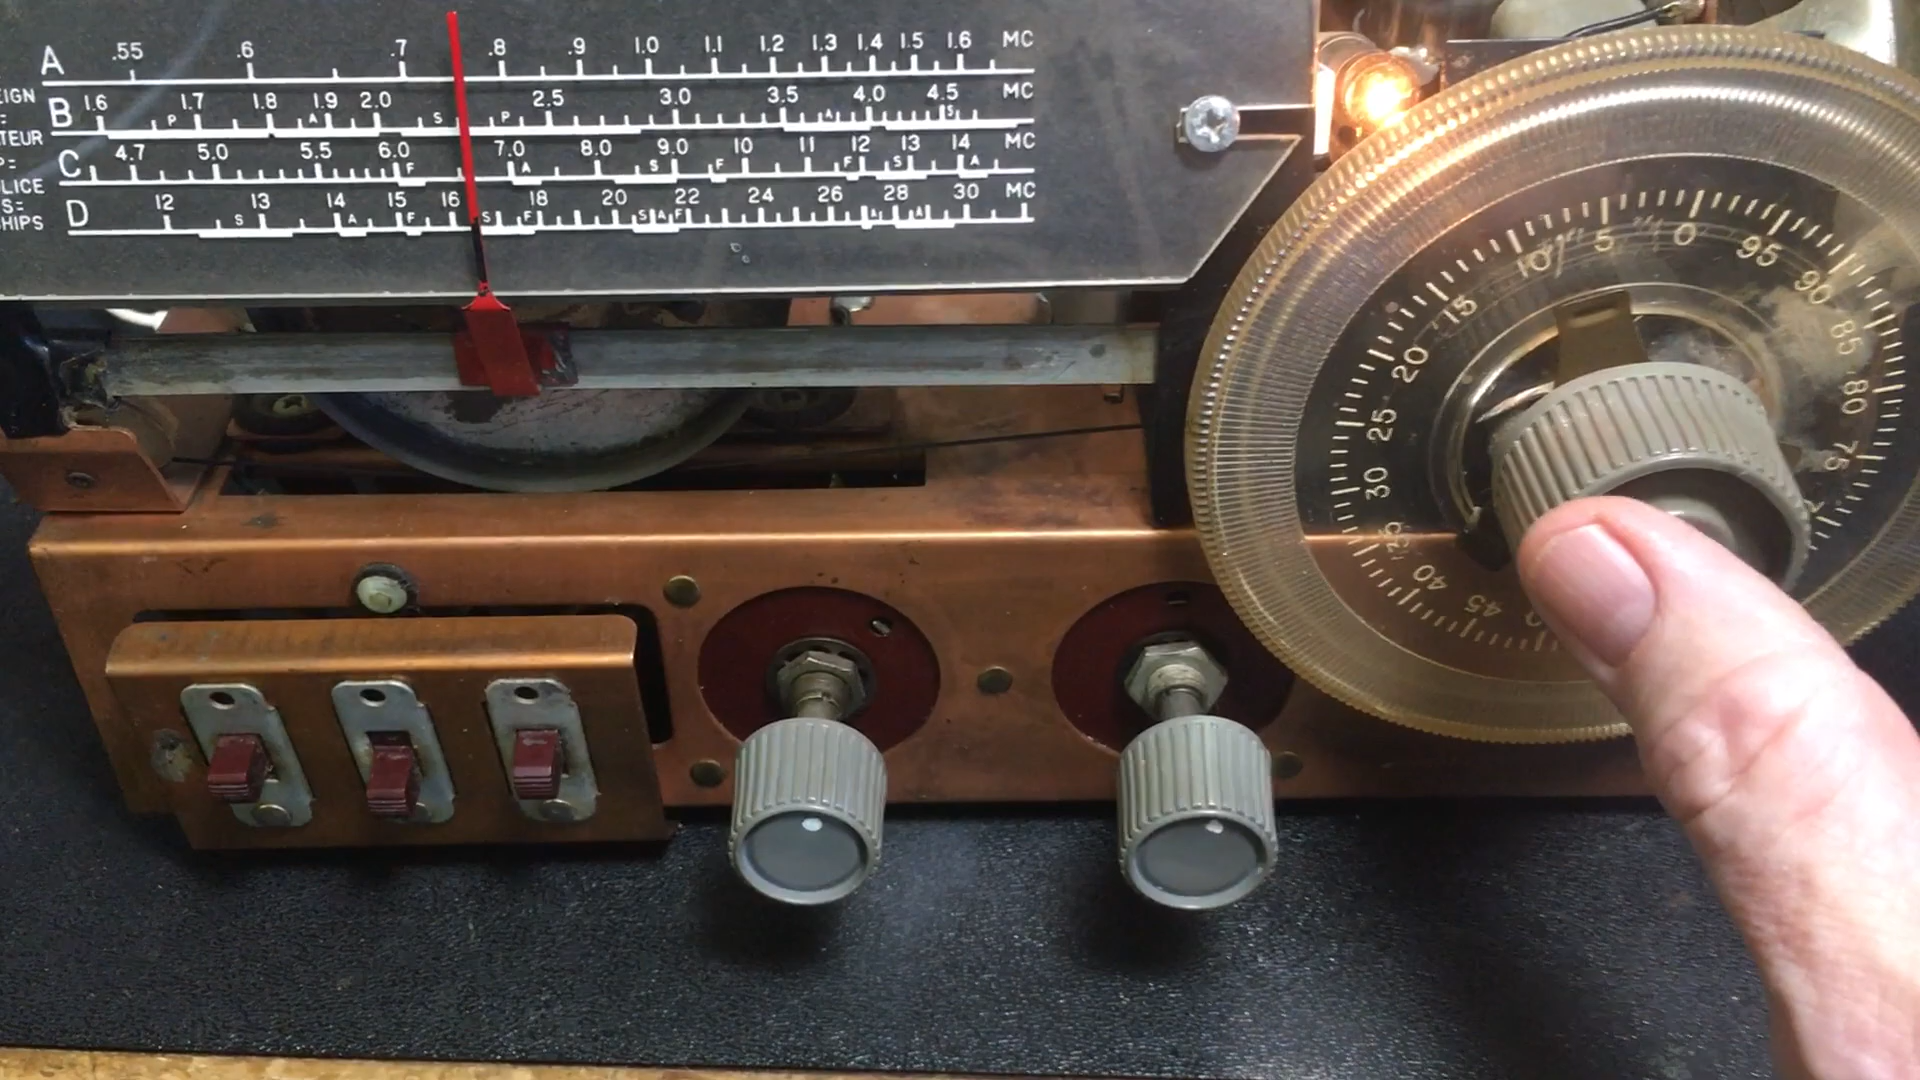 A .55 .6 .7 .8 .9 1.0 1.1 1.2 1.3 1.4 1.5 1.6 MC
EIGN
B 1.6 P 1.7 1.8 A 1.9 2.0 S P 2.5 3.0 3.5 A 4.0 4.5 S MC
TEUR
C 4.7 5.0 5.5 6.0 F 7.0 A 8.0 S 9.0 F 10 11 F 12 S 13 14 A MC
P=
LICE
S=
HIPS
D 12 S 13 14 A 15 F 16 S F 18 20 S A F 22 24 26 A 28 A 30 MC
10 5 0 95 90 85 80 75
15 20 25 30 35 40 45